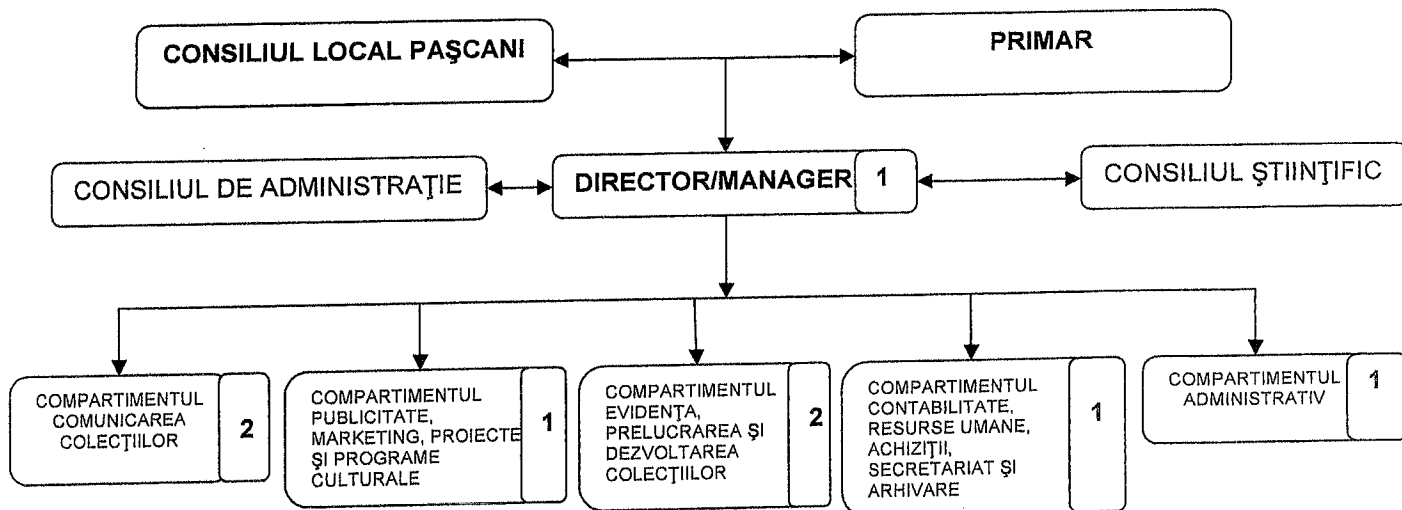 CONSILIUL LOCAL PAŞCANI
PRIMAR
CONSILIUL DE ADMINISTRAŢIE
DIRECTOR/MANAGER 1
CONSILIUL ŞTIINŢIFIC
COMPARTIMENTUL
COMUNICAREA
COLECŢIILOR
2
COMPARTIMENTUL
PUBLICITATE,
MARKETING, PROIECTE
ŞI PROGRAME
CULTURALE
1
COMPARTIMENTUL
EVIDENŢA,
PRELUCRAREA ŞI
DEZVOLTAREA
COLECŢIILOR
2
COMPARTIMENTUL
CONTABILITATE,
RESURSE UMANE,
ACHIZIŢII,
SECRETARIAT ŞI
ARHIVARE
1
COMPARTIMENTUL
ADMINISTRATIV
1